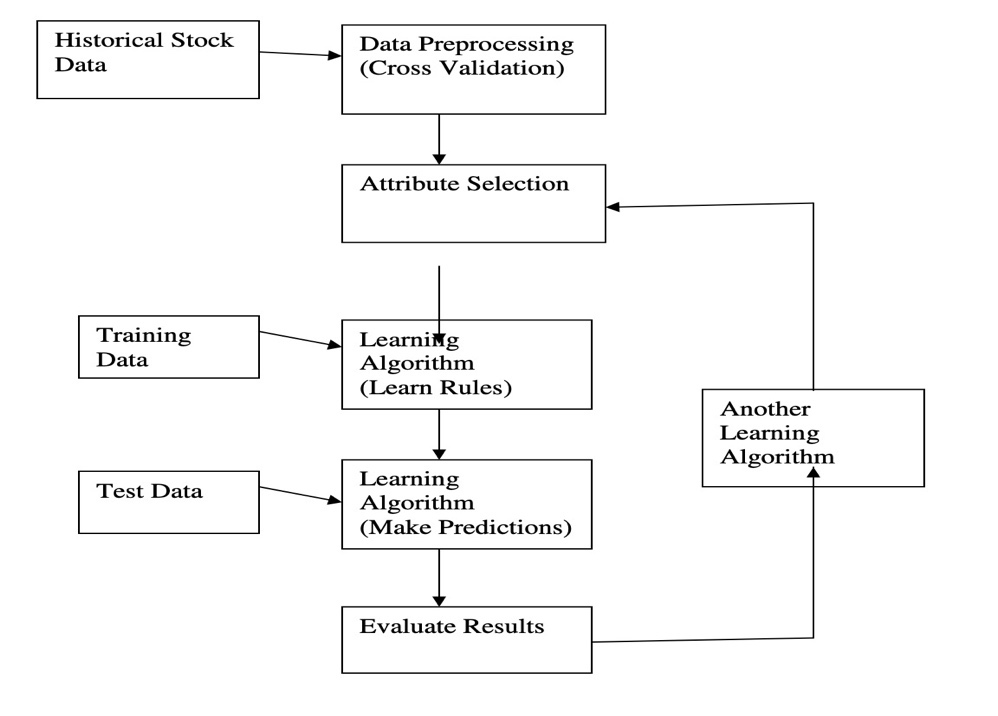 Historical Stock
Data
Data Preprocessing
(Cross Validation)
Attribute Selection
Training
Data
Learning
Algorithm
(Learn Rules)
Another
Learning
Algorithm
Test Data
Learning
Algorithm
(Make Predictions)
Evaluate Results